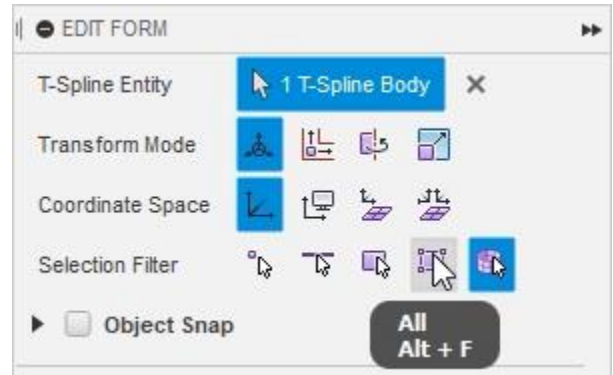 EDIT FORM
T-Spline Entity
1 T-Spline Body
Transform Mode
Coordinate Space
Selection Filter
Object Snap
All
Alt + F